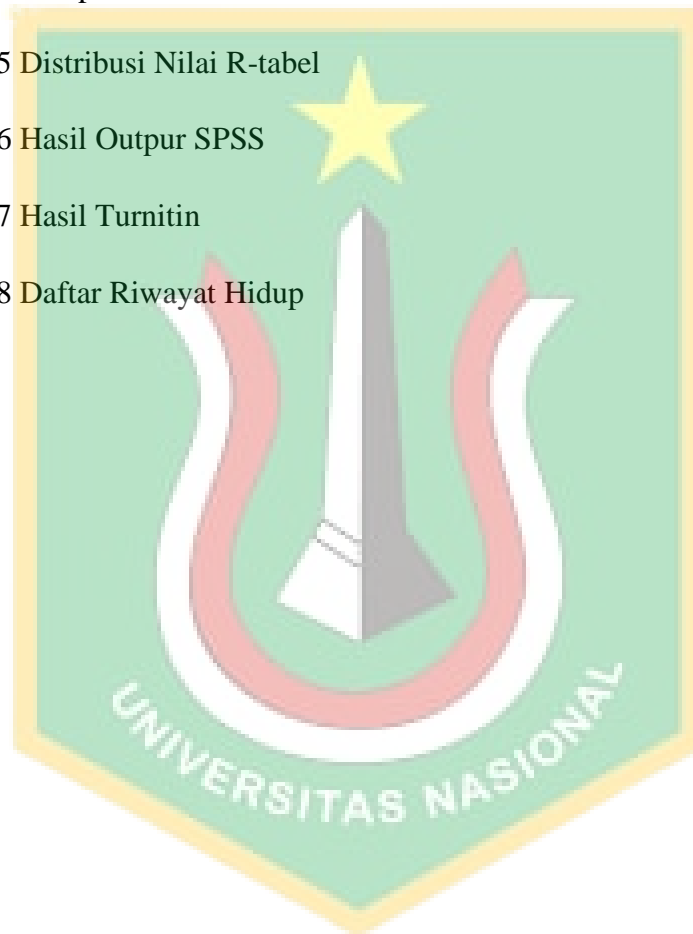 5 Distribusi Nilai R-tabel
6 Hasil Outpur SPSS
7 Hasil Turnitin
8 Daftar Riwayat Hidup
UNIVERSITAS NASIONAL